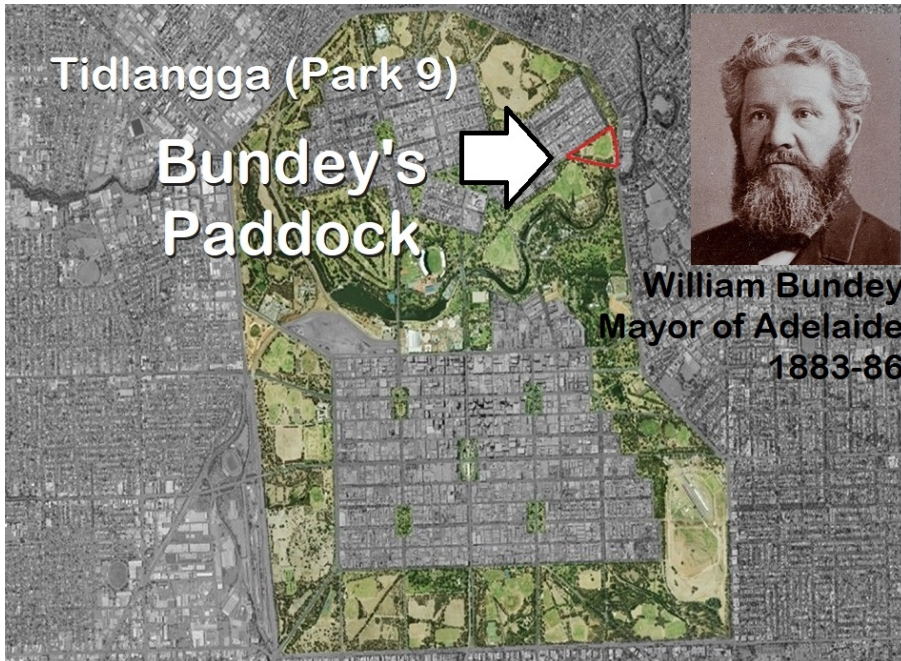 Tidlangga (Park 9)
Bundey's
Paddock
William Bundey
Mayor of Adelaide
1883-86